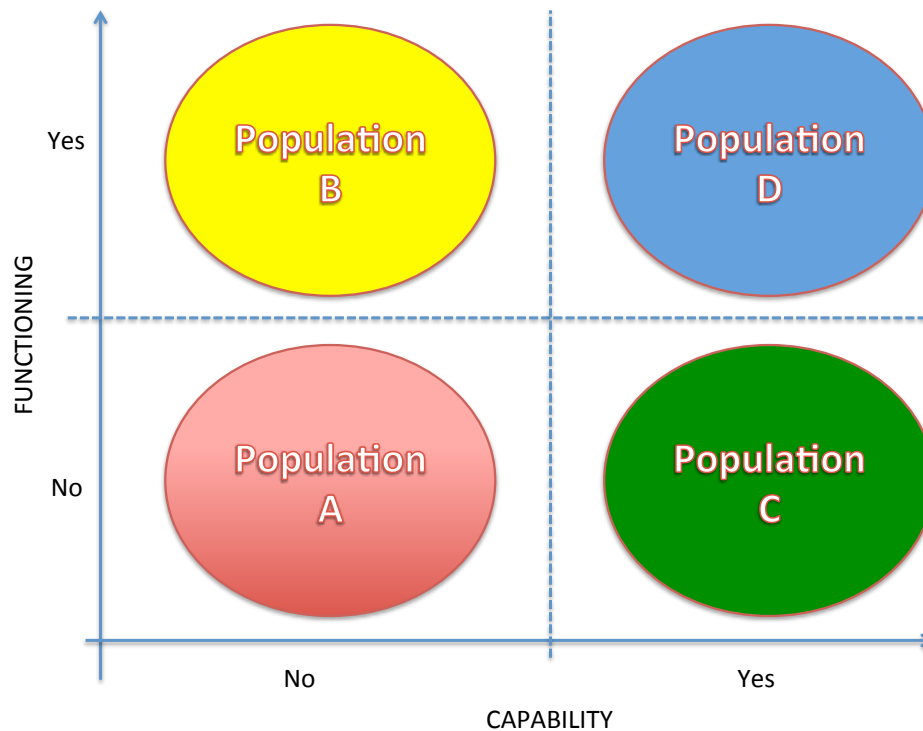 Yes
Population
B
Population
D
FUNCTIONING
No
Population
A
Population
C
No
Yes
CAPABILITY